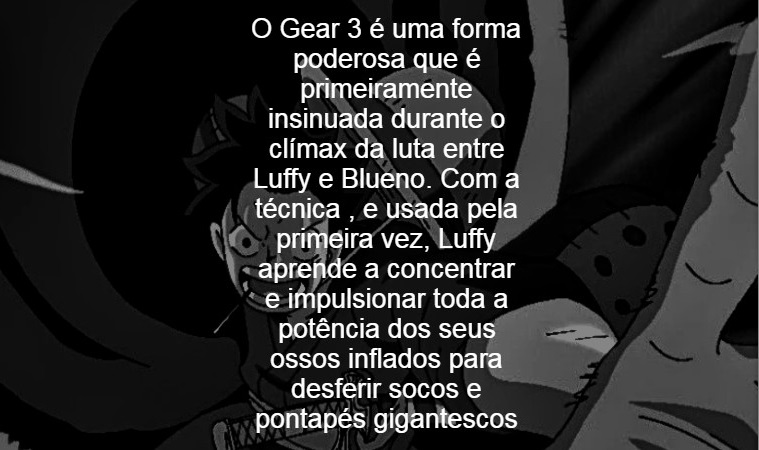 O Gear 3 é uma forma
poderosa que é
primeiramente
insinuada durante o
clímax da luta entre
Luffy e Blueno. Com a
técnica , e usada pela
primeira vez, Luffy
aprende a concentrar
e impulsionar toda a
potência dos seus
ossos inflados para
desferir socos e
pontapés gigantescos